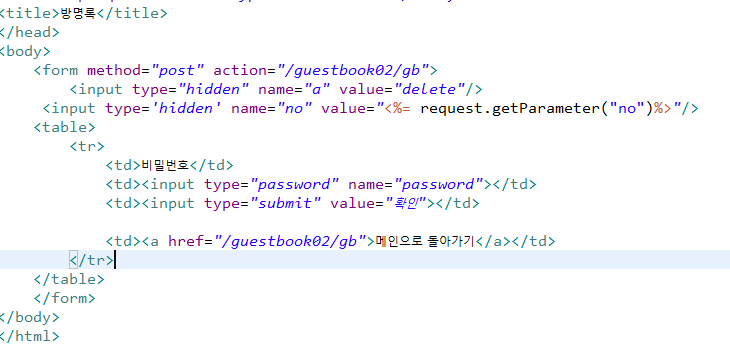 <title>방명록</title>
</head>
<body>
<form method="post" action="/guestbook02/gb">
<input type="hidden" name="a" value="delete"/>
<input type='hidden' name="no" value="<%= request.getParameter("no")%>"/>
<table>
<tr>
<td>비밀번호</td>
<td><input type="password" name="password"></td>
<td><input type="submit" value="확인"></td>
<td><a href="/guestbook02/gb">메인으로 돌아가기</a></td>
</tr>
</table>
</form>
</body>
</html>